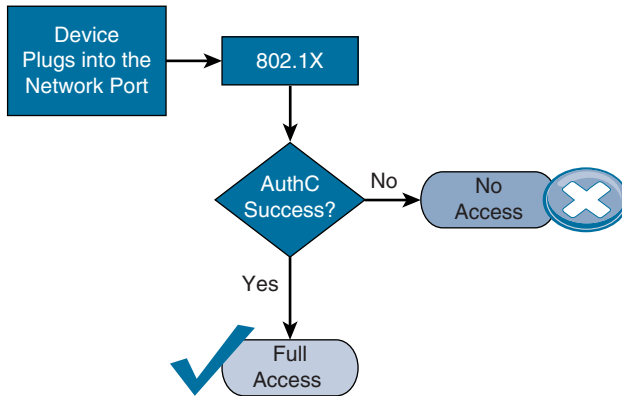 Device
Plugs into the
Network Port
802.1X
AuthC
Success?
No
No
Access
Yes
Full
Access